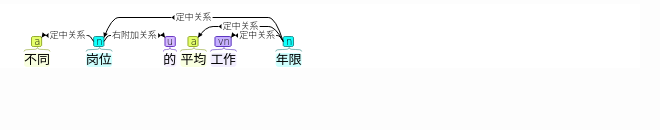 定中关系
定中关系
定中关系 右附加关系 定中关系
a n u a vn n
不同 岗位 的 平均 工作 年限